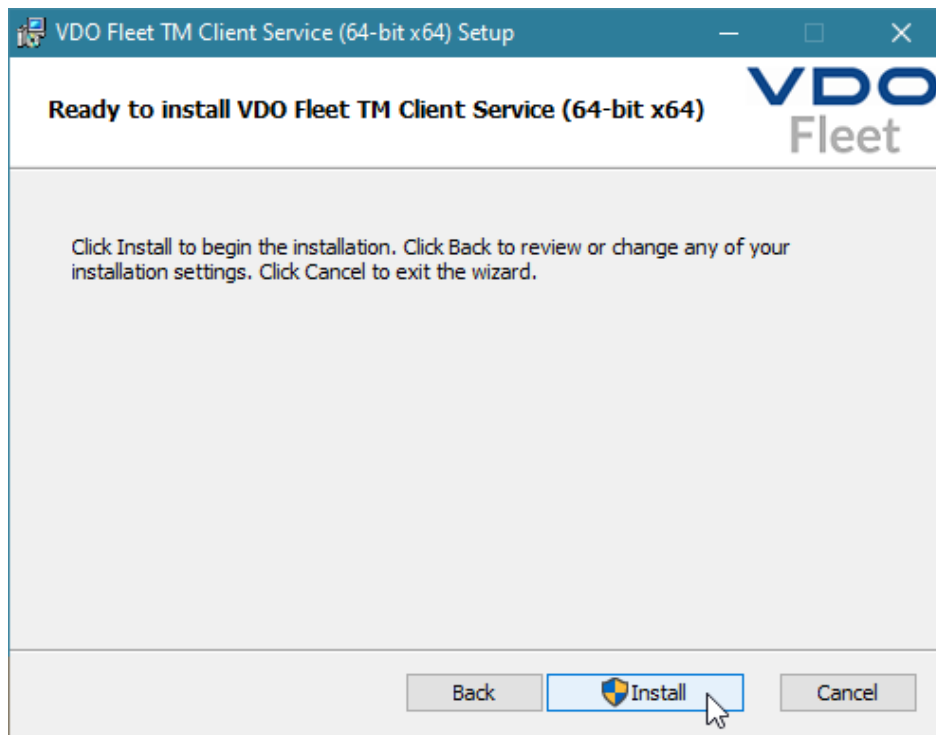 VDO Fleet TM Client Service (64-bit x64) Setup
Ready to install VDO Fleet TM Client Service (64-bit x64)
VDO
Fleet
Click Install to begin the installation. Click Back to review or change any of your
installation settings. Click Cancel to exit the wizard.
Back
Install
Cancel